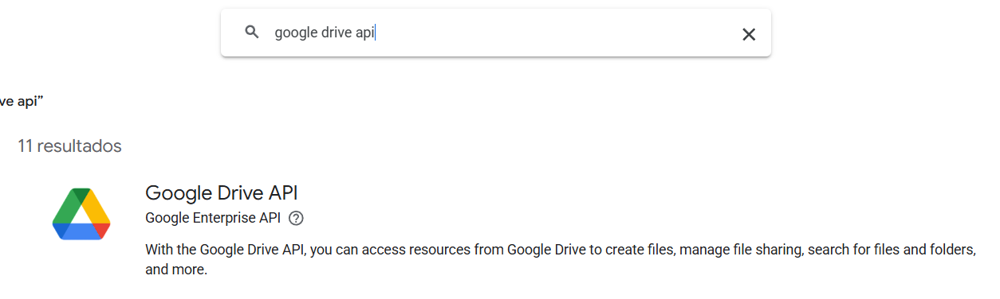 google drive api
ve api”
11 resultados
Google Drive API
Google Enterprise API
With the Google Drive API, you can access resources from Google Drive to create files, manage file sharing, search for files and folders,
and more.